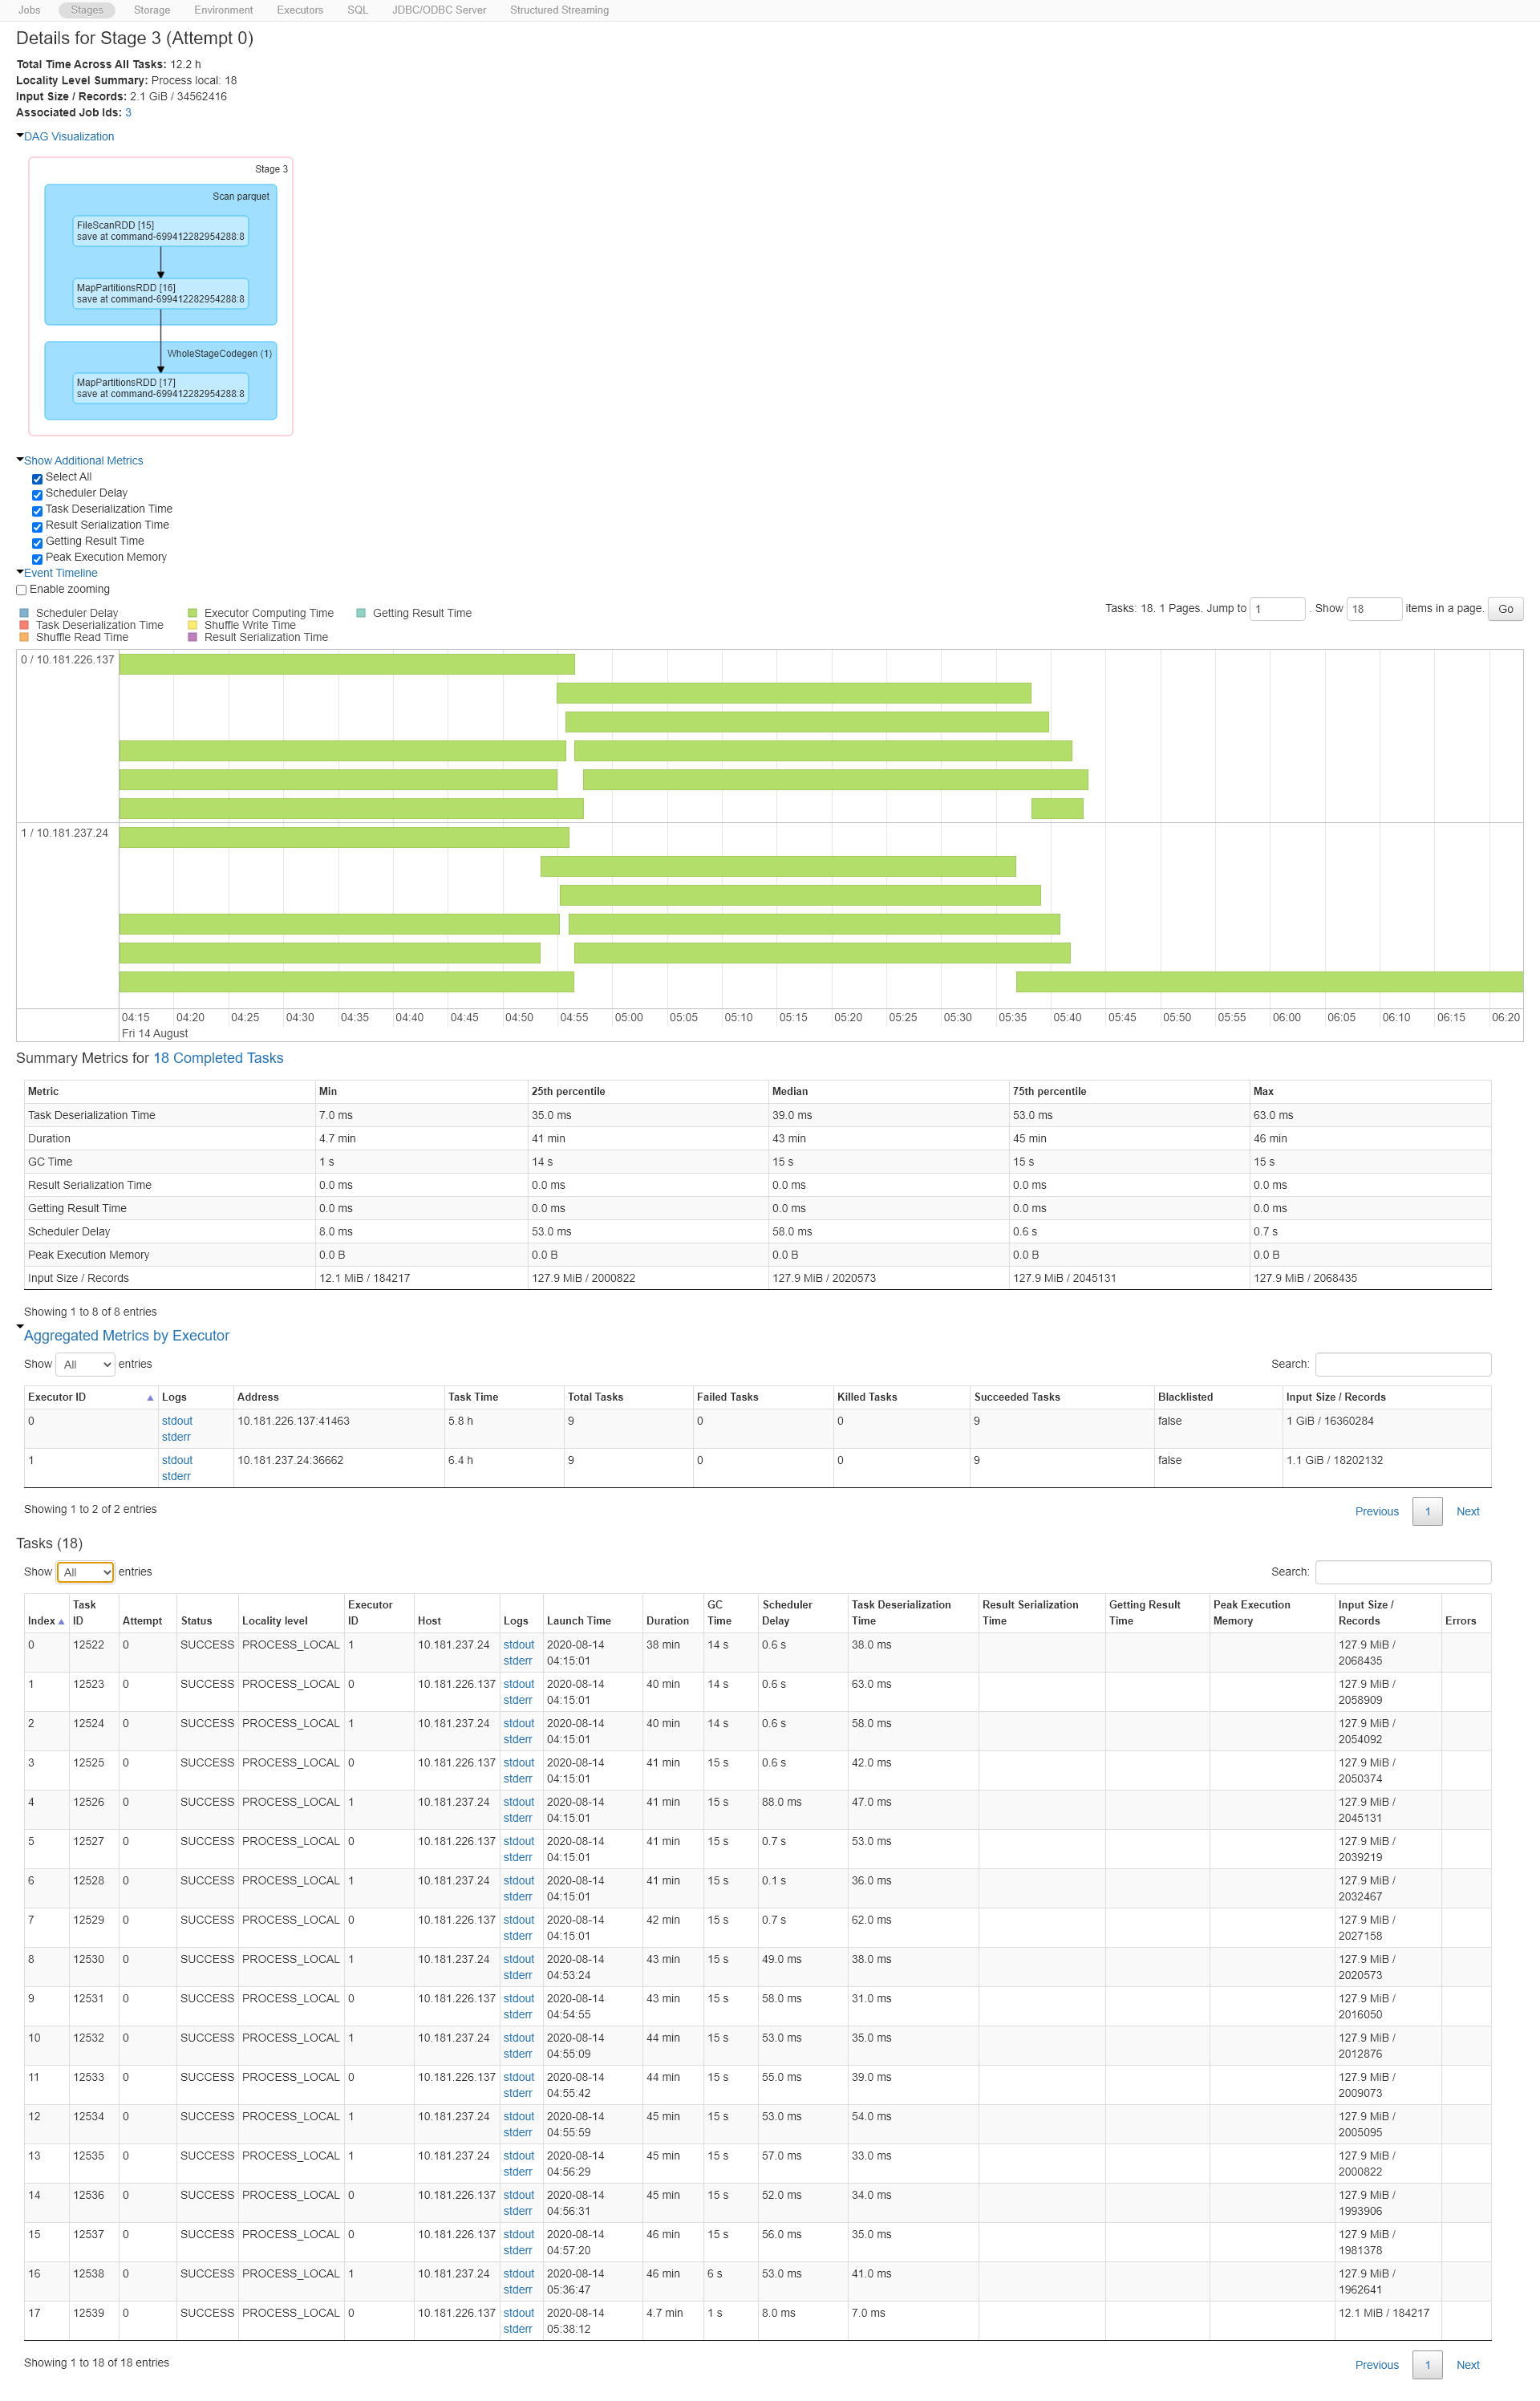 Jobs Stages Storage Environment Executors SQL JDBC/ODBC Server Structured Streaming
Details for Stage 3 (Attempt 0)
Total Time Across All Tasks: 12.2 h
Locality Level Summary: Process local: 18
Input Size / Records: 2.1 GiB / 34562416
Associated Job Ids: 3
DAG Visualization
Stage 3
Scan parquet
FileScanRDD [15]
save at command-699412282954288:8
MapPartitionsRDD [16]
save at command-699412282954288:8
WholeStageCodegen (1)
MapPartitionsRDD [17]
save at command-699412282954288:8
Show Additional Metrics
Select All
Scheduler Delay
Task Deserialization Time
Result Serialization Time
Getting Result Time
Peak Execution Memory
Event Timeline
Enable zooming
Scheduler Delay Executor Computing Time Getting Result Time
Task Deserialization Time Shuffle Write Time
Shuffle Read Time Result Serialization Time
Tasks: 18. 1 Pages. Jump to 1 . Show 18 items in a page. Go
0 / 10.181.226.137
1 / 10.181.237.24
04:15 04:20 04:25 04:30 04:35 04:40 04:45 04:50 04:55 05:00 05:05 05:10 05:15 05:20 05:25 05:30 05:35 05:40 05:45 05:50 05:55 06:00 06:05 06:10 06:15 06:20
Fri 14 August
Summary Metrics for 18 Completed Tasks
Metric Min 25th percentile Median 75th percentile Max
Task Deserialization Time 7.0 ms 35.0 ms 39.0 ms 53.0 ms 63.0 ms
Duration 4.7 min 41 min 43 min 45 min 46 min
GC Time 1 s 14 s 15 s 15 s 15 s
Result Serialization Time 0.0 ms 0.0 ms 0.0 ms 0.0 ms 0.0 ms
Getting Result Time 0.0 ms 0.0 ms 0.0 ms 0.0 ms 0.0 ms
Scheduler Delay 8.0 ms 53.0 ms 58.0 ms 0.6 s 0.7 s
Peak Execution Memory 0.0 B 0.0 B 0.0 B 0.0 B 0.0 B
Input Size / Records 12.1 MiB / 184217 127.9 MiB / 2000822 127.9 MiB / 2020573 127.9 MiB / 2045131 127.9 MiB / 2068435
Showing 1 to 8 of 8 entries
Aggregated Metrics by Executor
Show All entries Search:
Executor ID Logs Address Task Time Total Tasks Failed Tasks Killed Tasks Succeeded Tasks Blacklisted Input Size / Records
0 stdout 10.181.226.137:41463 5.8 h 9 0 0 9 false 1 GiB / 16360284
stderr
1 stdout 10.181.237.24:36662 6.4 h 9 0 0 9 false 1.1 GiB / 18202132
stderr
Showing 1 to 2 of 2 entries Previous 1 Next
Tasks (18)
Show All entries Search:
Task Executor GC Scheduler Task Deserialization Result Serialization Getting Result Peak Execution Input Size /
Index ID Attempt Status Locality level ID Host Logs Launch Time Duration Time Delay Time Time Time Memory Records Errors
0 12522 0 SUCCESS PROCESS_LOCAL 1 10.181.237.24 stdout 2020-08-14 38 min 14 s 0.6 s 38.0 ms 127.9 MiB /
stderr 04:15:01 2068435
1 12523 0 SUCCESS PROCESS_LOCAL 0 10.181.226.137 stdout 2020-08-14 40 min 14 s 0.6 s 63.0 ms 127.9 MiB /
stderr 04:15:01 2058909
2 12524 0 SUCCESS PROCESS_LOCAL 1 10.181.237.24 stdout 2020-08-14 40 min 14 s 0.6 s 58.0 ms 127.9 MiB /
stderr 04:15:01 2054092
3 12525 0 SUCCESS PROCESS_LOCAL 0 10.181.226.137 stdout 2020-08-14 41 min 15 s 0.6 s 42.0 ms 127.9 MiB /
stderr 04:15:01 2050374
4 12526 0 SUCCESS PROCESS_LOCAL 1 10.181.237.24 stdout 2020-08-14 41 min 15 s 88.0 ms 47.0 ms 127.9 MiB /
stderr 04:15:01 2045131
5 12527 0 SUCCESS PROCESS_LOCAL 0 10.181.226.137 stdout 2020-08-14 41 min 15 s 0.7 s 53.0 ms 127.9 MiB /
stderr 04:15:01 2039219
6 12528 0 SUCCESS PROCESS_LOCAL 1 10.181.237.24 stdout 2020-08-14 41 min 15 s 0.1 s 36.0 ms 127.9 MiB /
stderr 04:15:01 2032467
7 12529 0 SUCCESS PROCESS_LOCAL 0 10.181.226.137 stdout 2020-08-14 42 min 15 s 0.7 s 62.0 ms 127.9 MiB /
stderr 04:15:01 2027158
8 12530 0 SUCCESS PROCESS_LOCAL 1 10.181.237.24 stdout 2020-08-14 43 min 15 s 49.0 ms 38.0 ms 127.9 MiB /
stderr 04:53:24 2020573
9 12531 0 SUCCESS PROCESS_LOCAL 0 10.181.226.137 stdout 2020-08-14 43 min 15 s 58.0 ms 31.0 ms 127.9 MiB /
stderr 04:54:55 2016050
10 12532 0 SUCCESS PROCESS_LOCAL 1 10.181.237.24 stdout 2020-08-14 44 min 15 s 53.0 ms 35.0 ms 127.9 MiB /
stderr 04:55:09 2012876
11 12533 0 SUCCESS PROCESS_LOCAL 0 10.181.226.137 stdout 2020-08-14 44 min 15 s 55.0 ms 39.0 ms 127.9 MiB /
stderr 04:55:42 2009073
12 12534 0 SUCCESS PROCESS_LOCAL 1 10.181.237.24 stdout 2020-08-14 45 min 15 s 53.0 ms 54.0 ms 127.9 MiB /
stderr 04:55:59 2005095
13 12535 0 SUCCESS PROCESS_LOCAL 1 10.181.237.24 stdout 2020-08-14 45 min 15 s 57.0 ms 33.0 ms 127.9 MiB /
stderr 04:56:29 2000822
14 12536 0 SUCCESS PROCESS_LOCAL 0 10.181.226.137 stdout 2020-08-14 45 min 15 s 52.0 ms 34.0 ms 127.9 MiB /
stderr 04:56:31 1993906
15 12537 0 SUCCESS PROCESS_LOCAL 0 10.181.226.137 stdout 2020-08-14 46 min 15 s 56.0 ms 35.0 ms 127.9 MiB /
stderr 04:57:20 1981378
16 12538 0 SUCCESS PROCESS_LOCAL 1 10.181.237.24 stdout 2020-08-14 46 min 6 s 53.0 ms 41.0 ms 127.9 MiB /
stderr 05:36:47 1962641
17 12539 0 SUCCESS PROCESS_LOCAL 0 10.181.226.137 stdout 2020-08-14 4.7 min 1 s 8.0 ms 7.0 ms 12.1 MiB / 184217
stderr 05:38:12
Showing 1 to 18 of 18 entries Previous 1 Next